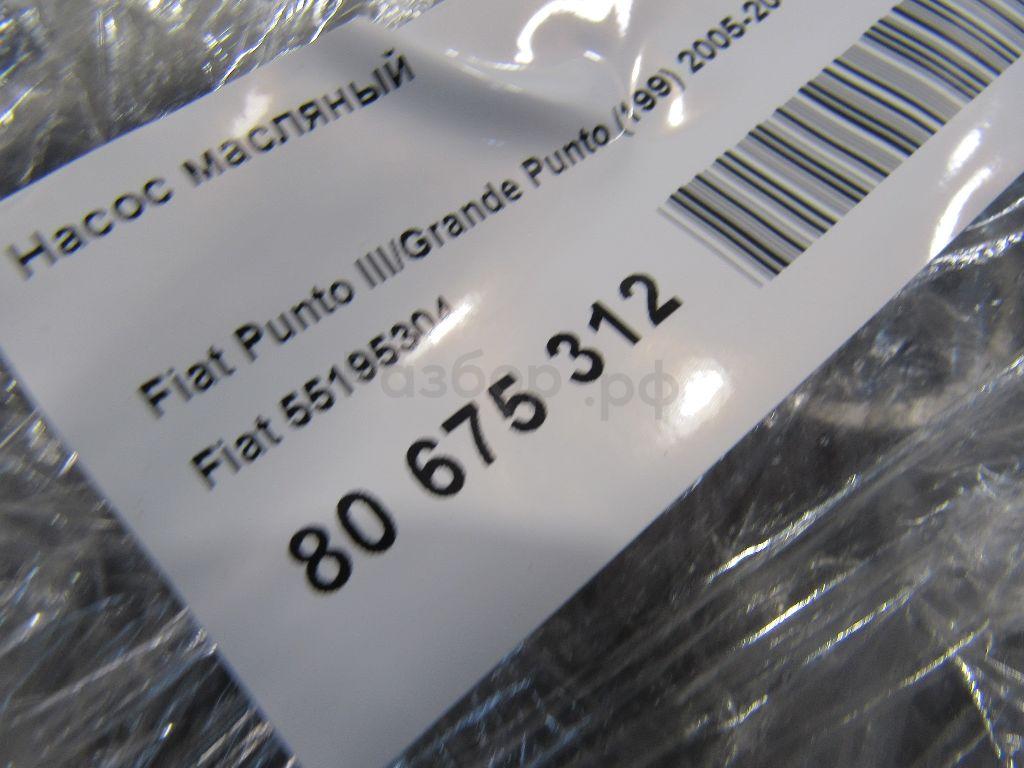 Насос масляный
Fiat Punto III/Grande Punto (199) 2005-20
Fiat 55195304
80 675 312
азбор.рф